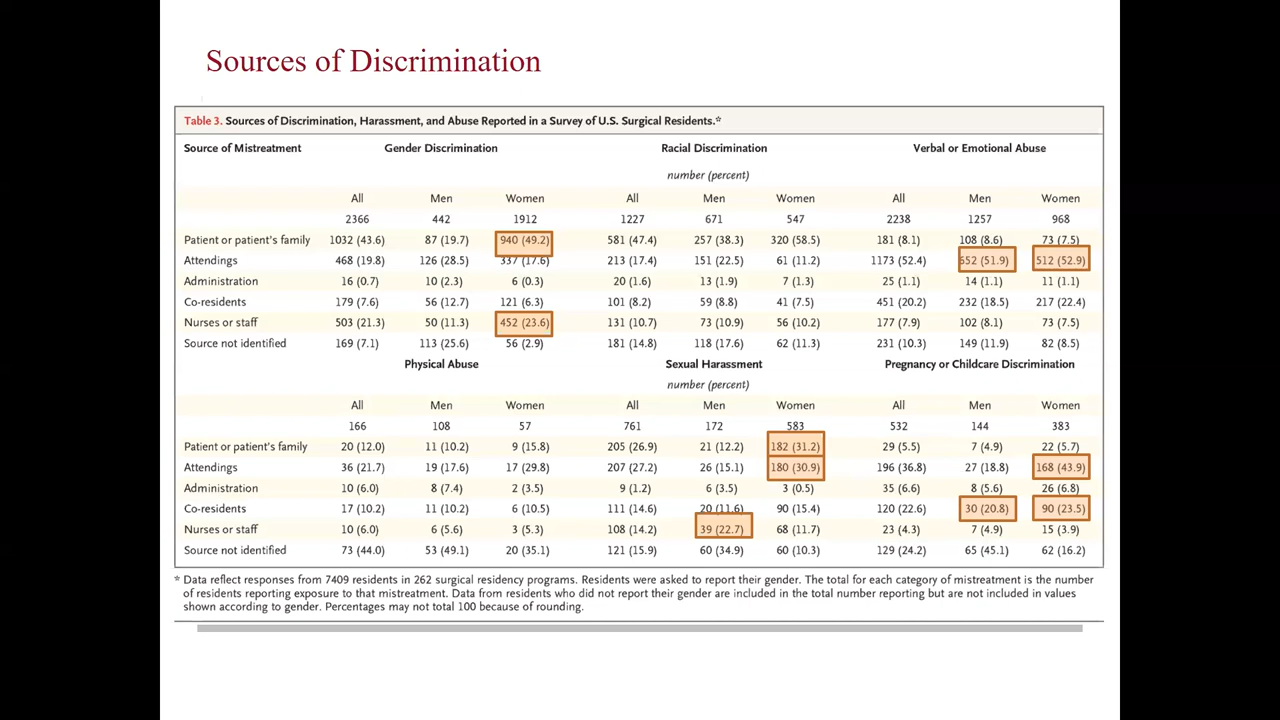 Sources of Discrimination
Table 3. Sources of Discrimination, Harassment, and Abuse Reported in a Survey of U.S. Surgical Residents.*
Source of Mistreatment Gender Discrimination Racial Discrimination Verbal or Emotional Abuse
number (percent)
All Men Women All Men Women All Men Women
2366 442 1912 1227 671 547 2238 1257 968
Patient or patient's family 1032 (43.6) 87 (19.7) 940 (49.2) 581 (47.4) 257 (38.3) 320 (58.5) 181 (8.1) 108 (8.6) 73 (7.5)
Attendings 468 (19.8) 126 (28.5) 337 (17.6) 213 (17.4) 151 (22.5) 61 (11.2) 1173 (52.4) 652 (51.9) 512 (52.9)
Administration 16 (0.7) 10 (2.3) 6 (0.3) 20 (1.6) 13 (1.9) 7 (1.3) 25 (1.1) 14 (1.1) 11 (1.1)
Co-residents 179 (7.6) 56 (12.7) 121 (6.3) 101 (8.2) 59 (8.8) 41 (7.5) 451 (20.2) 232 (18.5) 217 (22.4)
Nurses or staff 503 (21.3) 50 (11.3) 452 (23.6) 131 (10.7) 73 (10.9) 56 (10.2) 177 (7.9) 102 (8.1) 73 (7.5)
Source not identified 169 (7.1) 113 (25.6) 56 (2.9) 181 (14.8) 118 (17.6) 62 (11.3) 231 (10.3) 149 (11.9) 82 (8.5)
Physical Abuse Sexual Harassment Pregnancy or Childcare Discrimination
number (percent)
All Men Women All Men Women All Men Women
166 108 57 761 172 583 532 144 383
Patient or patient's family 20 (12.0) 11 (10.2) 9 (15.8) 205 (26.9) 21 (12.2) 182 (31.2) 29 (5.5) 7 (4.9) 22 (5.7)
Attendings 36 (21.7) 19 (17.6) 17 (29.8) 207 (27.2) 26 (15.1) 180 (30.9) 196 (36.8) 27 (18.8) 168 (43.9)
Administration 10 (6.0) 8 (7.4) 2 (3.5) 9 (1.2) 6 (3.5) 3 (0.5) 35 (6.6) 8 (5.6) 26 (6.8)
Co-residents 17 (10.2) 11 (10.2) 6 (10.5) 111 (14.6) 20 (11.6) 90 (15.4) 120 (22.6) 30 (20.8) 90 (23.5)
Nurses or staff 10 (6.0) 6 (5.6) 3 (5.3) 108 (14.2) 39 (22.7) 68 (11.7) 23 (4.3) 7 (4.9) 15 (3.9)
Source not identified 73 (44.0) 53 (49.1) 20 (35.1) 121 (15.9) 60 (34.9) 60 (10.3) 129 (24.2) 65 (45.1) 62 (16.2)
* Data reflect responses from 7409 residents in 262 surgical residency programs. Residents were asked to report their gender. The total for each category of mistreatment is the number
of residents reporting exposure to that mistreatment. Data from residents who did not report their gender are included in the total number reporting but are not included in values
shown according to gender. Percentages may not total 100 because of rounding.